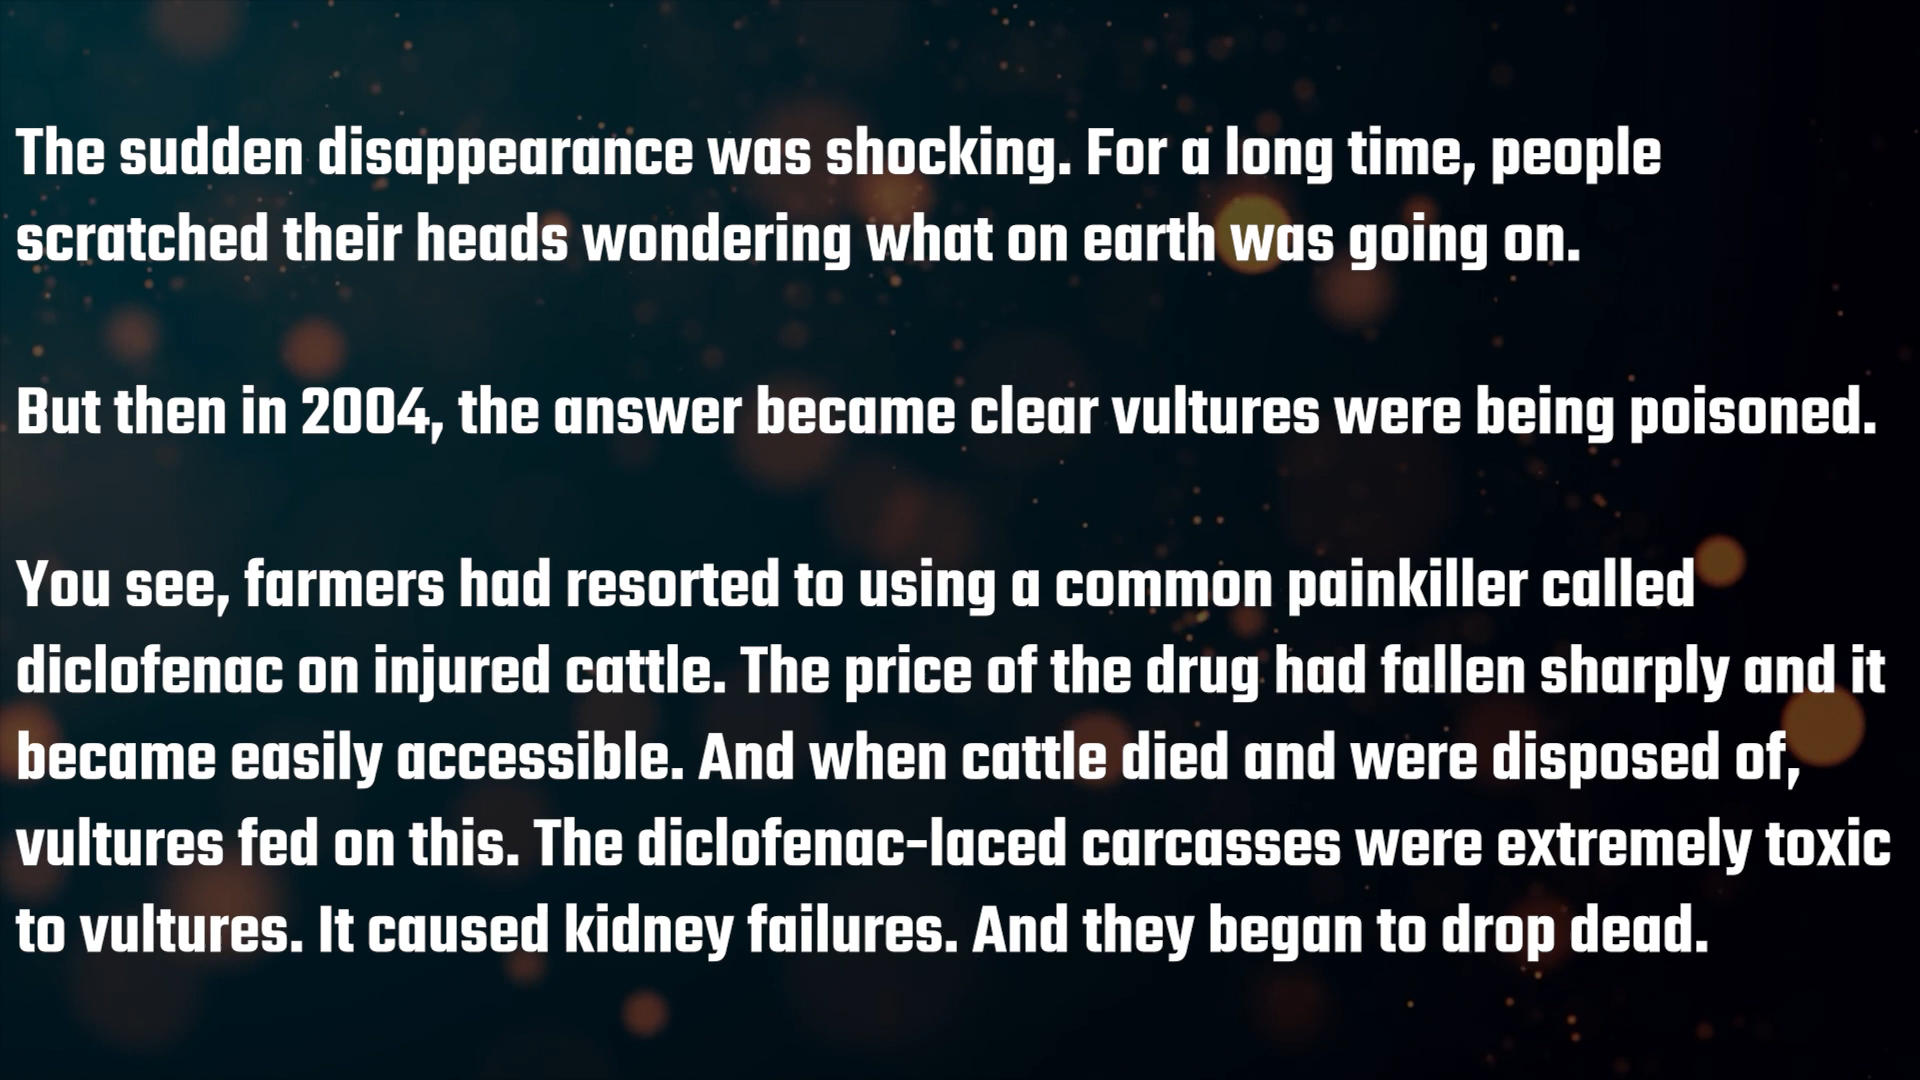 The sudden disappearance was shocking. For a long time, people
scratched their heads wondering what on earth was going on.
But then in 2004, the answer became clear vultures were being poisoned.
You see, farmers had resorted to using a common painkiller called
diclofenac on injured cattle. The price of the drug had fallen sharply and it
became easily accessible. And when cattle died and were disposed of,
vultures fed on this. The diclofenac-laced carcasses were extremely toxic
to vultures. It caused kidney failures. And they began to drop dead.